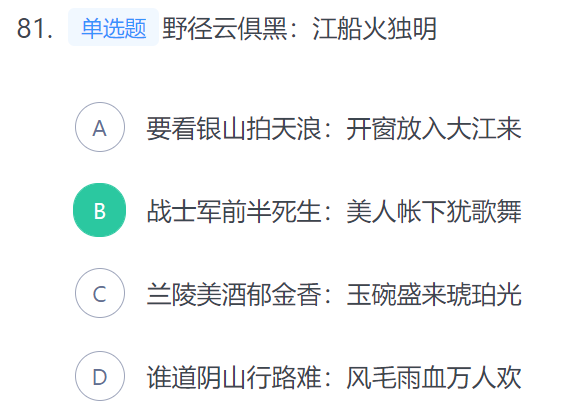 81. 单选题 野径云俱黑：江船火独明
A 要看银山拍天浪：开窗放入大江来
B 战士军前半死生：美人帐下犹歌舞
C 兰陵美酒郁金香：玉碗盛来琥珀光
D 谁道阴山行路难：风毛雨血万人欢